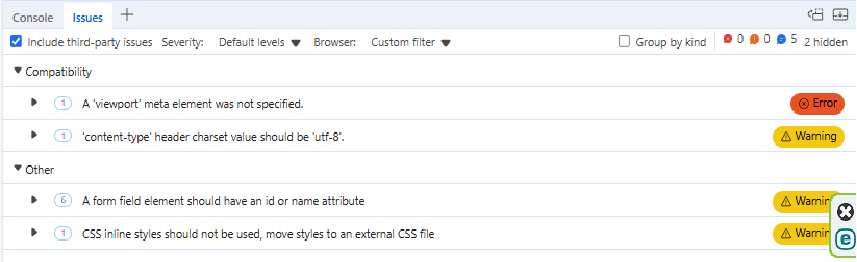 Console Issues
Include third-party issues Severity: Default levels Browser: Custom filter Group by kind 0 0 5 2 hidden
Compatibility
1 A 'viewport' meta element was not specified. Error
1 'content-type' header charset value should be 'utf-8'. Warning
Other
6 A form field element should have an id or name attribute Warnin
1 CSS inline styles should not be used, move styles to an external CSS file Warnin
e